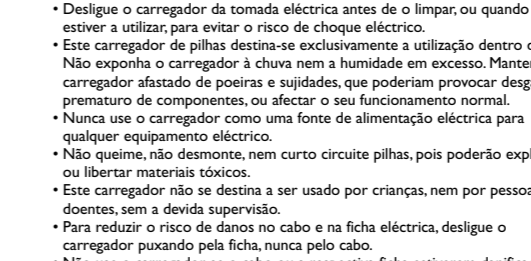 • Desligue o carregador da tomada eléctrica antes de o limpar, ou quando
estiver a utilizar, para evitar o risco de choque eléctrico.
• Este carregador de pilhas destina-se exclusivamente a utilização dentro
Não exponha o carregador à chuva nem a humidade em excesso.
carregador afastado de poeiras e sujidades, que poderiam provocar
prematuro de componentes, ou afectar o seu funcionamento normal.
• Nunca use o carregador como uma fonte de alimentação eléctrica para
qualquer equipamento eléctrico.
• Não queime, não desmonte, nem curto circuite pilhas, pois poderão
ou libertar materiais tóxicos.
• Este carregador não se destina a ser usado por crianças, nem por
doentes, sem a devida supervisão.
• Para reduzir o risco de danos no cabo e na ficha eléctrica, desligue o
carregador puxando pela ficha, nunca pelo cabo.